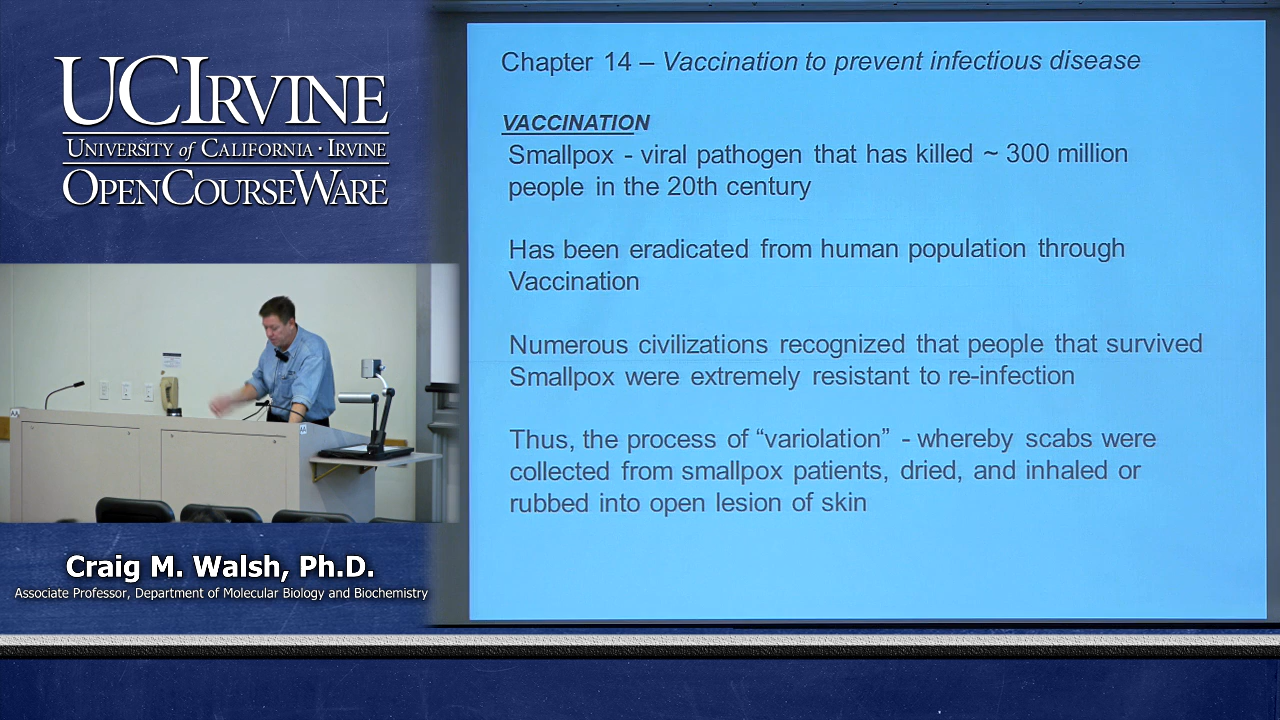 UCIRVINE
UNIVERSITY of CALIFORNIA · IRVINE
OPENCOURSEWARE
Craig M. Walsh, Ph.D.
Associate Professor, Department of Molecular Biology and Biochemistry
Chapter 14 – Vaccination to prevent infectious disease
VACCINATION
Smallpox - viral pathogen that has killed ~ 300 million
people in the 20th century
Has been eradicated from human population through
Vaccination
Numerous civilizations recognized that people that survived
Smallpox were extremely resistant to re-infection
Thus, the process of “variolation” - whereby scabs were
collected from smallpox patients, dried, and inhaled or
rubbed into open lesion of skin